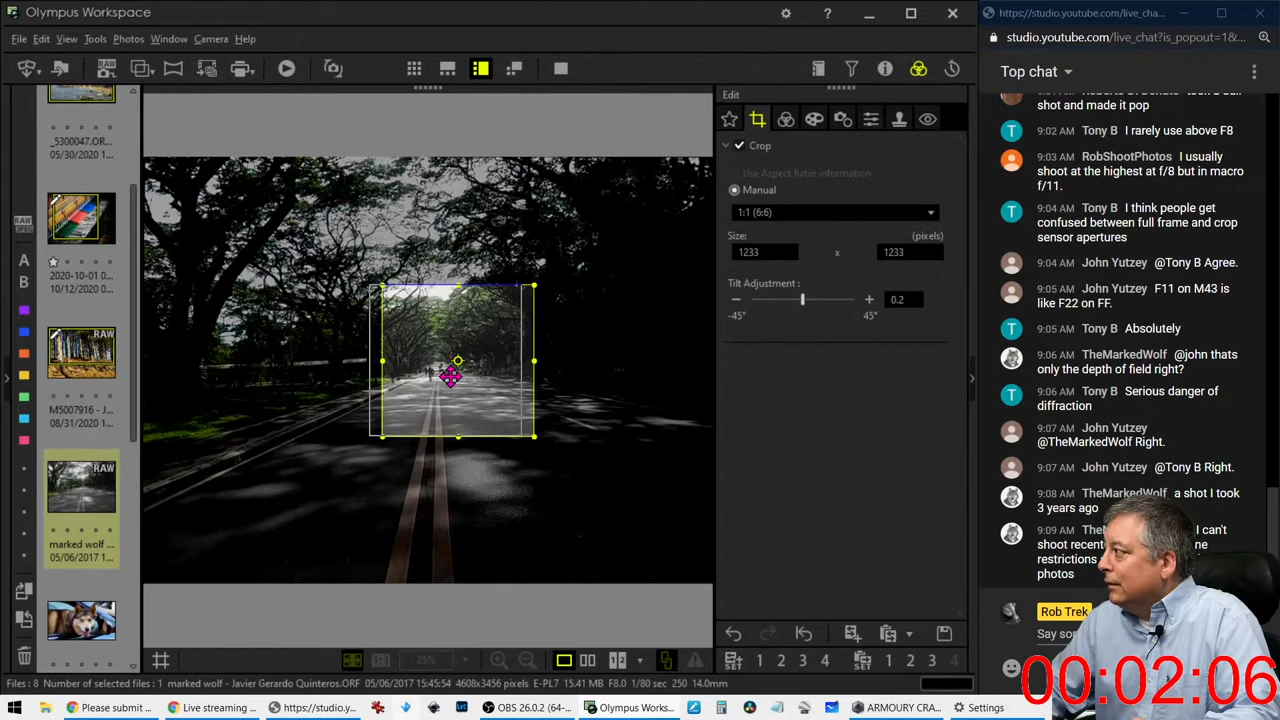 Olympus Workspace
https://studio.youtube.com/live_cha...
File Edit View Tools Photos Window Camera Help
studio.youtube.com/live_chat?is_popout=1&...
Top chat
Edit
Crop
Use Aspect Ratio information
Manual
1:1 (6:6)
Size:
(pixels)
1233 x 1233
Tilt Adjustment :
0.2
-45°
45°
RAW
JPEG
A
B
_5300047.OR...
05/30/2020 1...
2020-10-01 0...
10/12/2020 0...
RAW
M5007916 - J...
08/31/2020 1...
RAW
marked wolf ...
05/06/2017 1...
shot and made it pop
9:02 AM Tony B I rarely use above F8
9:03 AM RobShootPhotos I usually
shoot at the highest at f/8 but in macro
f/11.
9:04 AM Tony B I think people get
confused between full frame and crop
sensor apertures
9:04 AM John Yutzey @Tony B Agree.
9:05 AM John Yutzey F11 on M43 is
like F22 on FF.
9:05 AM Tony B Absolutely
9:06 AM TheMarkedWolf @john thats
only the depth of field right?
9:06 AM Tony B Serious danger of
diffraction
9:07 AM John Yutzey
@TheMarkedWolf Right.
9:07 AM John Yutzey @Tony B Right.
9:08 AM TheMarkedWolf a shot I took
3 years ago
9:09 AM I can't
shoot
restrictions
photos
Rob Trek
25%
1 2 3 4
SET 1 2 3 4
Files : 8 Number of selected files : 1 marked wolf - Javier Gerardo Quinteros.ORF 05/06/2017 15:45:54 4608x3456 pixels E-PL7 15.41 MB F8.0 1/80 sec 250 14.0mm
00:02:06
Please submit ...
Live streaming ...
https://studio.y...
OBS 26.0.2 (64-...
Olympus Works...
ARMOURY CRA...
Settings